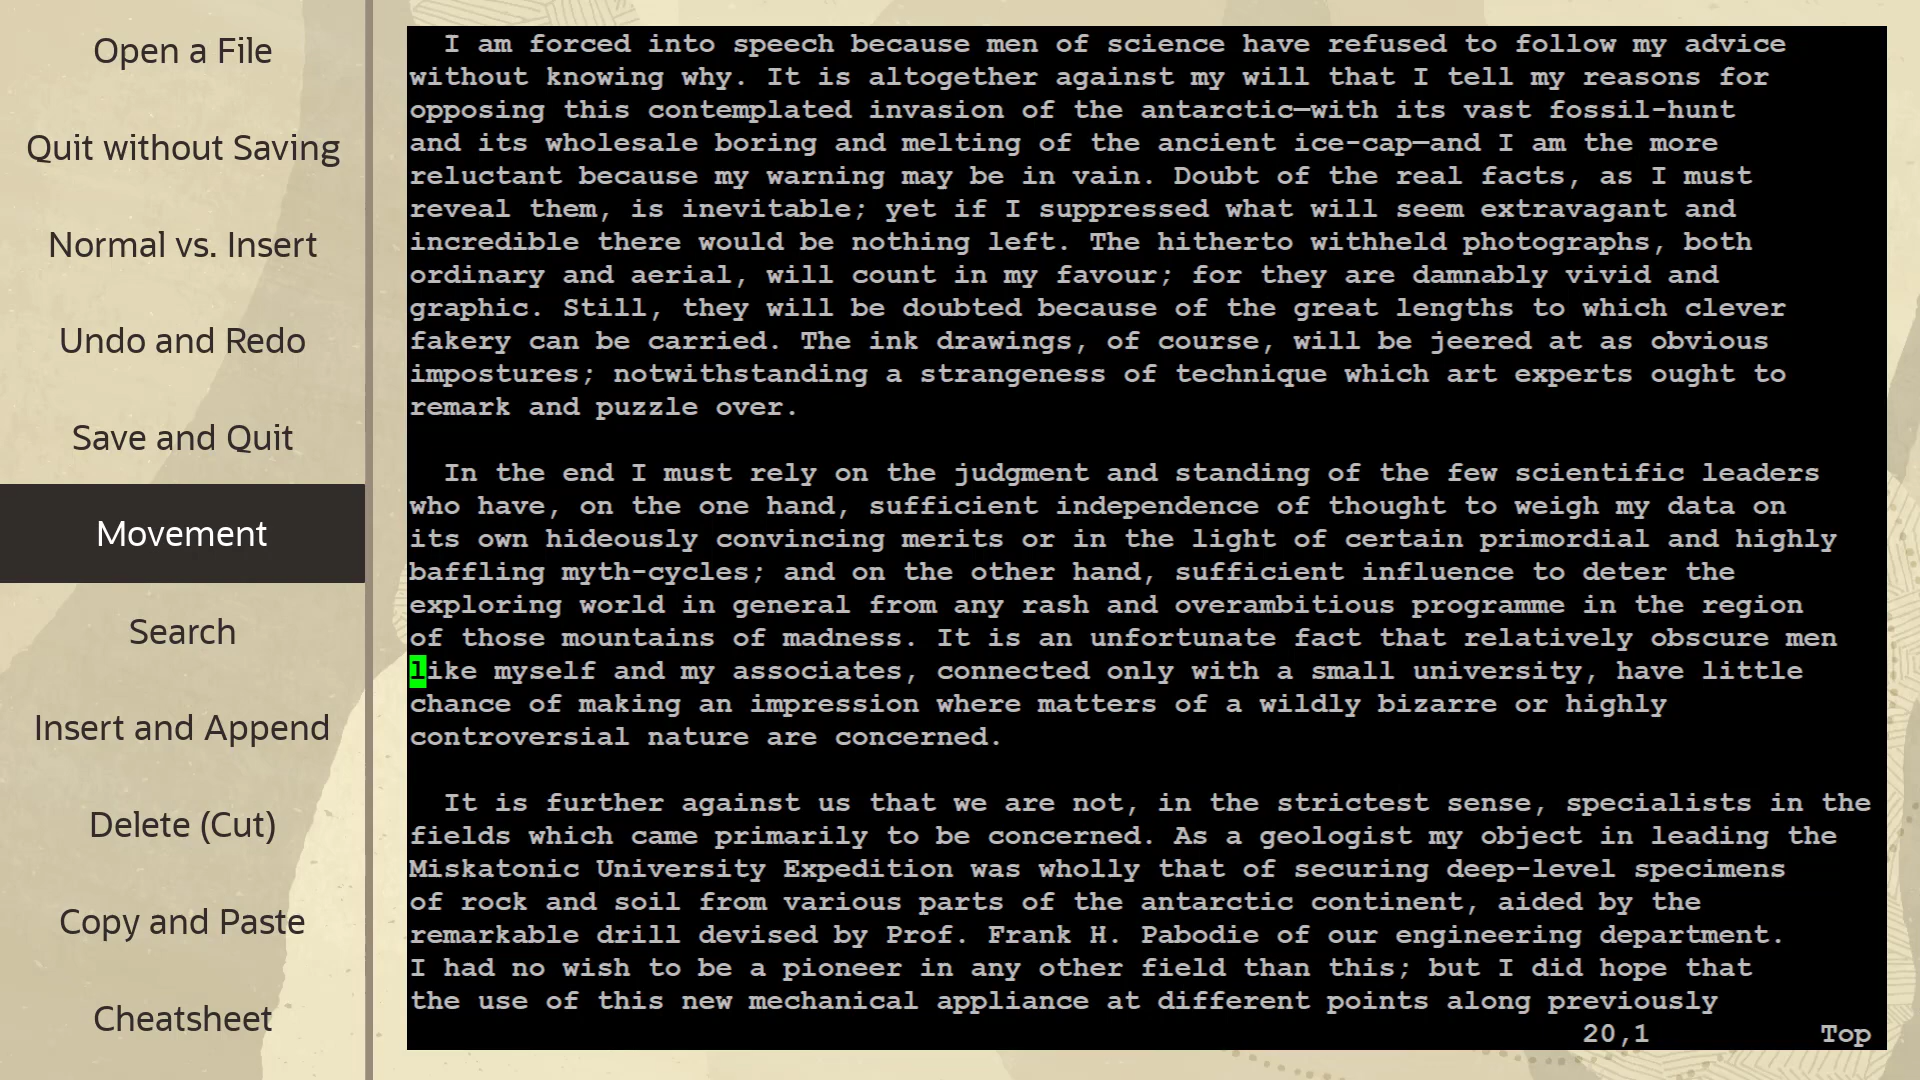 Open a File
Quit without Saving
Normal vs. Insert
Undo and Redo
Save and Quit
Movement
Search
Insert and Append
Delete (Cut)
Copy and Paste
Cheatsheet
I am forced into speech because men of science have refused to follow my advice
without knowing why. It is altogether against my will that I tell my reasons for
opposing this contemplated invasion of the antarctic—with its vast fossil-hunt
and its wholesale boring and melting of the ancient ice-cap—and I am the more
reluctant because my warning may be in vain. Doubt of the real facts, as I must
reveal them, is inevitable; yet if I suppressed what will seem extravagant and
incredible there would be nothing left. The hitherto withheld photographs, both
ordinary and aerial, will count in my favour; for they are damnably vivid and
graphic. Still, they will be doubted because of the great lengths to which clever
fakery can be carried. The ink drawings, of course, will be jeered at as obvious
impostures; notwithstanding a strangeness of technique which art experts ought to
remark and puzzle over.
In the end I must rely on the judgment and standing of the few scientific leaders
who have, on the one hand, sufficient independence of thought to weigh my data on
its own hideously convincing merits or in the light of certain primordial and highly
baffling myth-cycles; and on the other hand, sufficient influence to deter the
exploring world in general from any rash and overambitious programme in the region
of those mountains of madness. It is an unfortunate fact that relatively obscure men
like myself and my associates, connected only with a small university, have little
chance of making an impression where matters of a wildly bizarre or highly
controversial nature are concerned.
It is further against us that we are not, in the strictest sense, specialists in the
fields which came primarily to be concerned. As a geologist my object in leading the
Miskatonic University Expedition was wholly that of securing deep-level specimens
of rock and soil from various parts of the antarctic continent, aided by the
remarkable drill devised by Prof. Frank H. Pabodie of our engineering department.
I had no wish to be a pioneer in any other field than this; but I did hope that
the use of this new mechanical appliance at different points along previously
20,1 Top